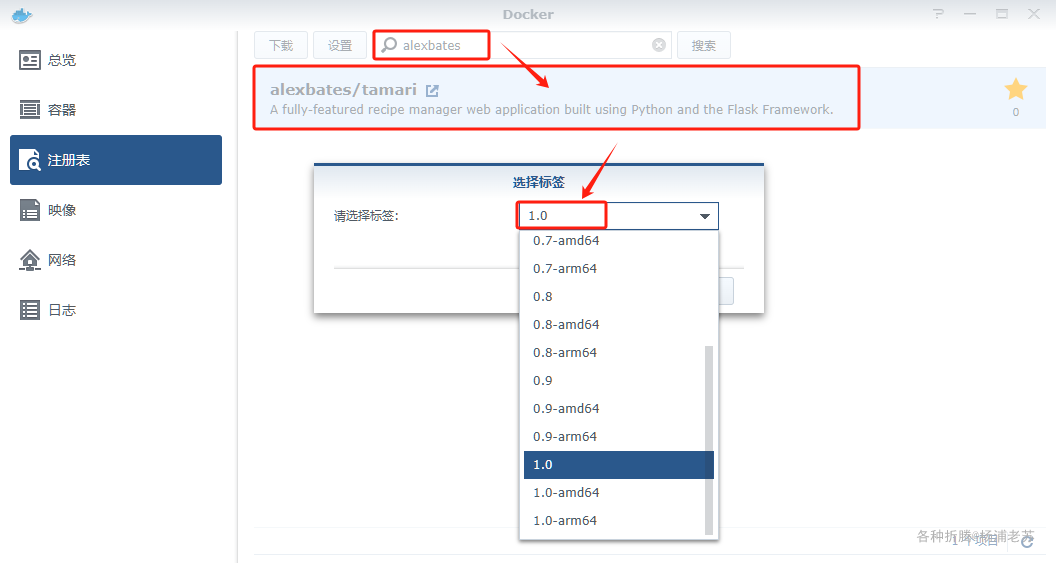 Docker
总览
容器
注册表
映像
网络
日志
下载
设置
alexbates
搜索
alexbates/tamari
A fully-featured recipe manager web application built using Python and the Flask Framework.
0
选择标签
请选择标签:
1.0
0.7-amd64
0.7-arm64
0.8
0.8-amd64
0.8-arm64
0.9
0.9-amd64
0.9-arm64
1.0
1.0-amd64
1.0-arm64
1 个项目
各种折腾@杨浦老苏